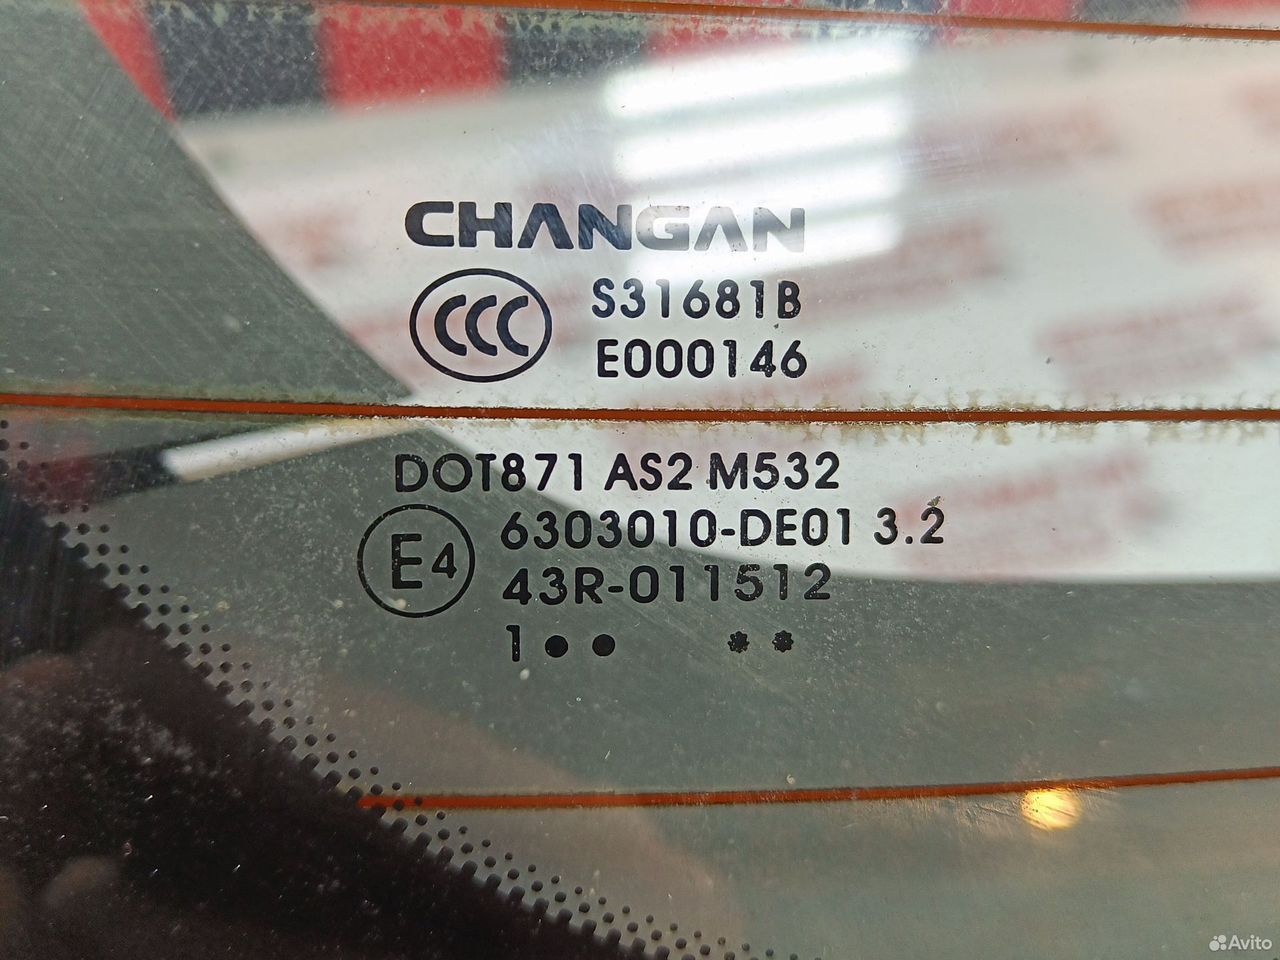 CHANGAN
CCC
S31681B
E000146
DOT871 AS2 M532
E4
6303010-DE01 3.2
43R-011512
1●● **
Avito